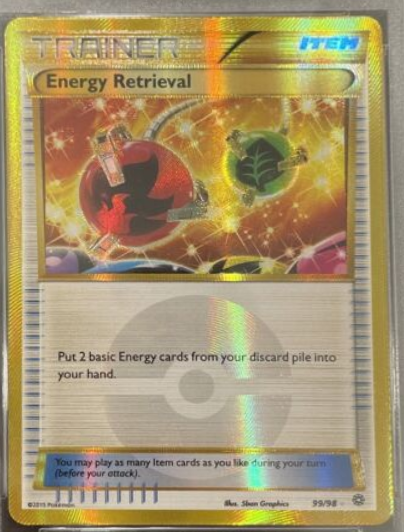 TRAINER ITEM
Energy Retrieval
Put 2 basic Energy cards from your discard pile into
your hand.
You may play as many Item cards as you like during your turn
(before your attack).
©2015 Pokémon Illus. 5ban Graphics 99/98